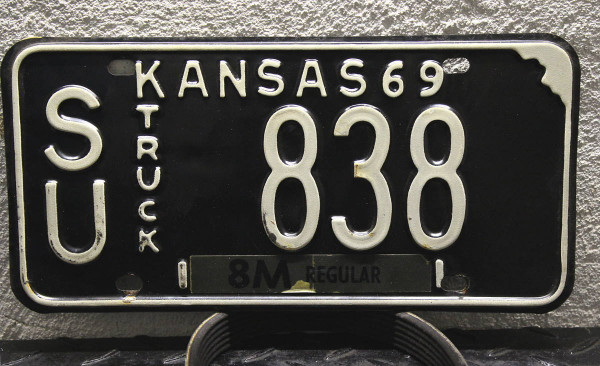 KANSAS 69
SU
TRUCK
838
8M REGULAR